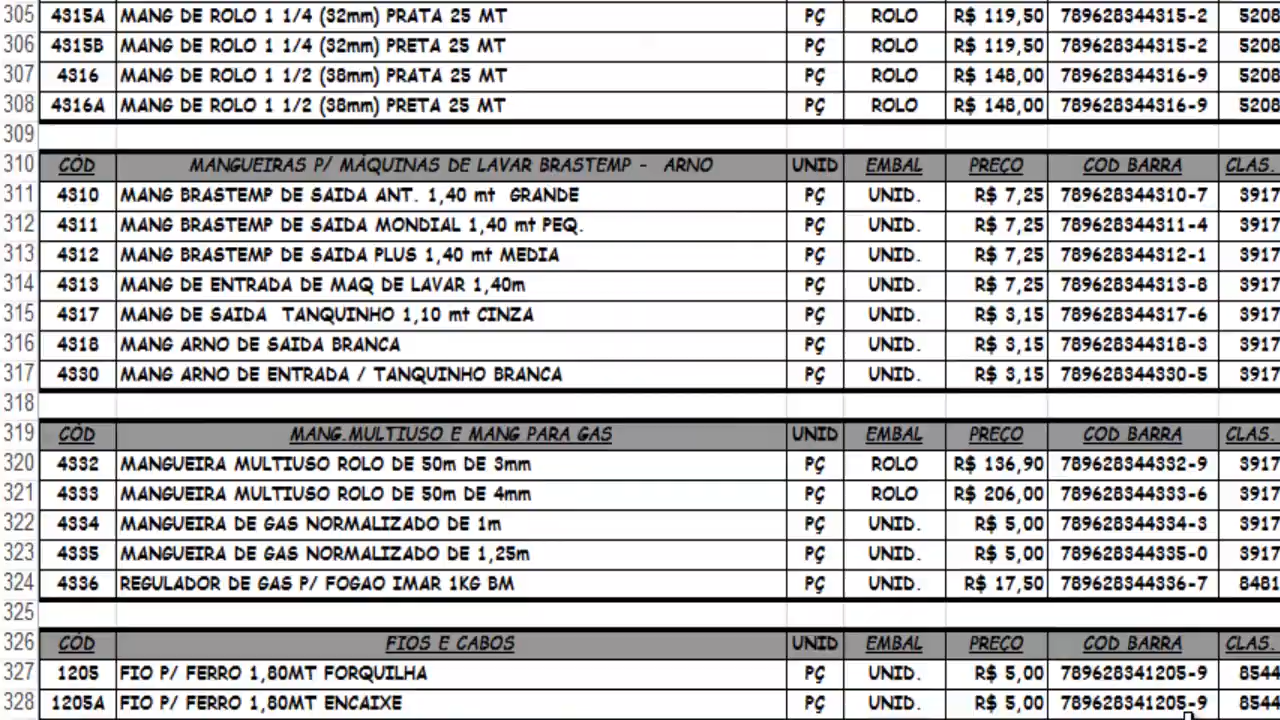 305 4315A MANG DE ROLO 1 1/4 (32mm) PRATA 25 MT PÇ ROLO R$ 119,50 789628344315-2 5208
306 4315B MANG DE ROLO 1 1/4 (32mm) PRETA 25 MT PÇ ROLO R$ 119,50 789628344315-2 5208
307 4316 MANG DE ROLO 1 1/2 (38mm) PRATA 25 MT PÇ ROLO R$ 148,00 789628344316-9 5208
308 4316A MANG DE ROLO 1 1/2 (38mm) PRETA 25 MT PÇ ROLO R$ 148,00 789628344316-9 5208
309
310 CÓD MANGUEIRAS P/ MÁQUINAS DE LAVAR BRASTEMP - ARNO UNID EMBAL PREÇO COD BARRA CLAS.
311 4310 MANG BRASTEMP DE SAIDA ANT. 1,40 mt GRANDE PÇ UNID. R$ 7,25 789628344310-7 3917
312 4311 MANG BRASTEMP DE SAIDA MONDIAL 1,40 mt PEQ. PÇ UNID. R$ 7,25 789628344311-4 3917
313 4312 MANG BRASTEMP DE SAIDA PLUS 1,40 mt MEDIA PÇ UNID. R$ 7,25 789628344312-1 3917
314 4313 MANG DE ENTRADA DE MAQ DE LAVAR 1,40m PÇ UNID. R$ 7,25 789628344313-8 3917
315 4317 MANG DE SAIDA TANQUINHO 1,10 mt CINZA PÇ UNID. R$ 3,15 789628344317-6 3917
316 4318 MANG ARNO DE SAIDA BRANCA PÇ UNID. R$ 3,15 789628344318-3 3917
317 4330 MANG ARNO DE ENTRADA / TANQUINHO BRANCA PÇ UNID. R$ 3,15 789628344330-5 3917
318
319 CÓD MANG.MULTIUSO E MANG PARA GAS UNID EMBAL PREÇO COD BARRA CLAS.
320 4332 MANGUEIRA MULTIUSO ROLO DE 50m DE 3mm PÇ ROLO R$ 136,90 789628344332-9 3917
321 4333 MANGUEIRA MULTIUSO ROLO DE 50m DE 4mm PÇ ROLO R$ 206,00 789628344333-6 3917
322 4334 MANGUEIRA DE GAS NORMALIZADO DE 1m PÇ UNID. R$ 5,00 789628344334-3 3917
323 4335 MANGUEIRA DE GAS NORMALIZADO DE 1,25m PÇ UNID. R$ 5,00 789628344335-0 3917
324 4336 REGULADOR DE GAS P/ FOGAO IMAR 1KG BM PÇ UNID. R$ 17,50 789628344336-7 8481
325
326 CÓD FIOS E CABOS UNID EMBAL PREÇO COD BARRA CLAS.
327 1205 FIO P/ FERRO 1,80MT FORQUILHA PÇ UNID. R$ 5,00 789628341205-9 8544
328 1205A FIO P/ FERRO 1,80MT ENCAIXE PÇ UNID. R$ 5,00 789628341205-9 8544